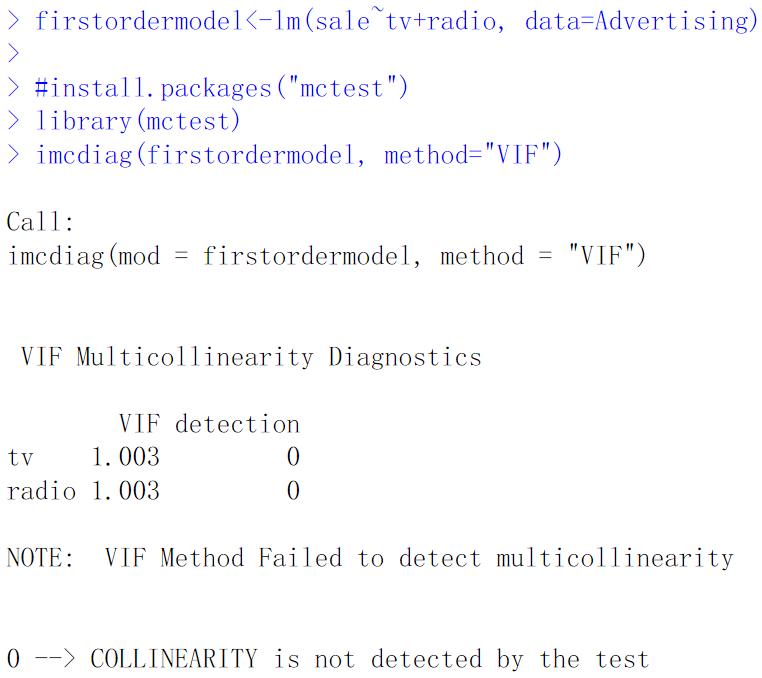 > firstordermodel<-lm(sale~tv+radio, data=Advertising)
>
> #install.packages("mctest")
> library(mctest)
> imcdiag(firstordermodel, method="VIF")
Call:
imcdiag(mod = firstordermodel, method = "VIF")
VIF Multicollinearity Diagnostics
VIF detection
tv 1.003 0
radio 1.003 0
NOTE: VIF Method Failed to detect multicollinearity
0 --> COLLINEARITY is not detected by the test